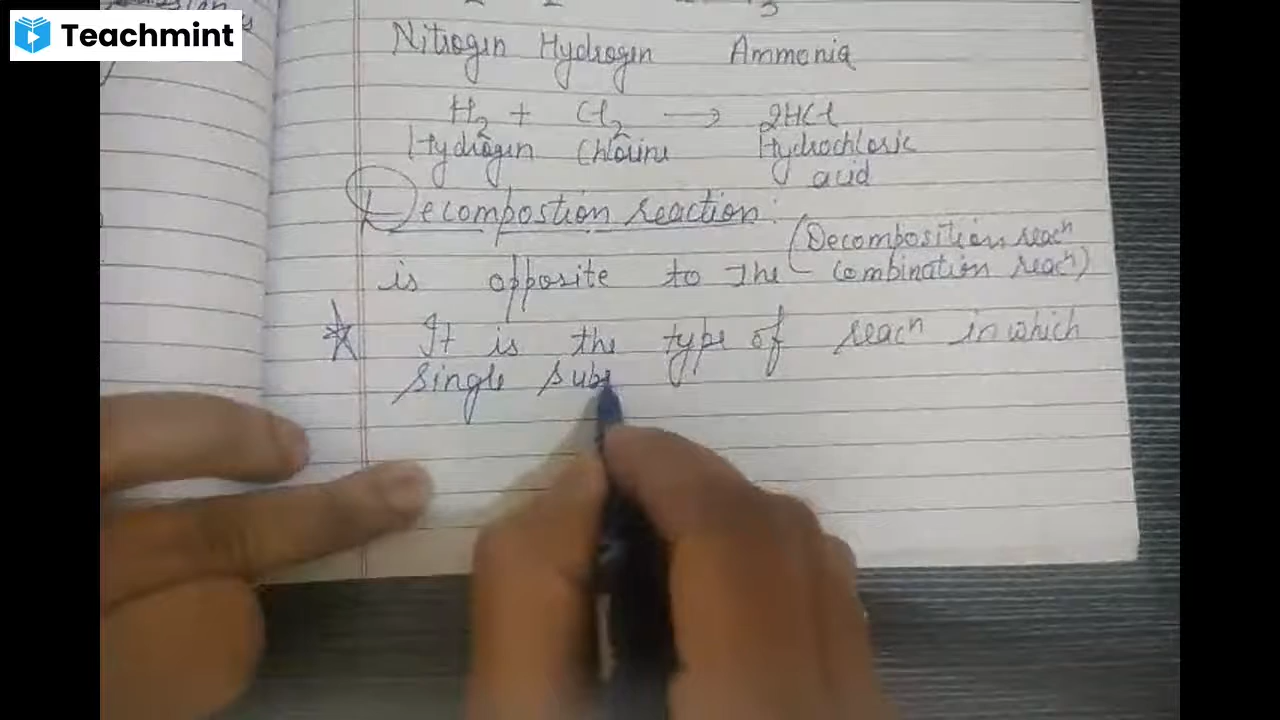 Teachmint
Nitrogen Hydrogen Ammonia
H2 + Cl2 → 2HCl
Hydrogen Chlorine Hydrochloric
acid
Decompostion reaction:
(Decomposition reacn
is opposite to the combination reacn)
It is the type of reacn in which
single subs